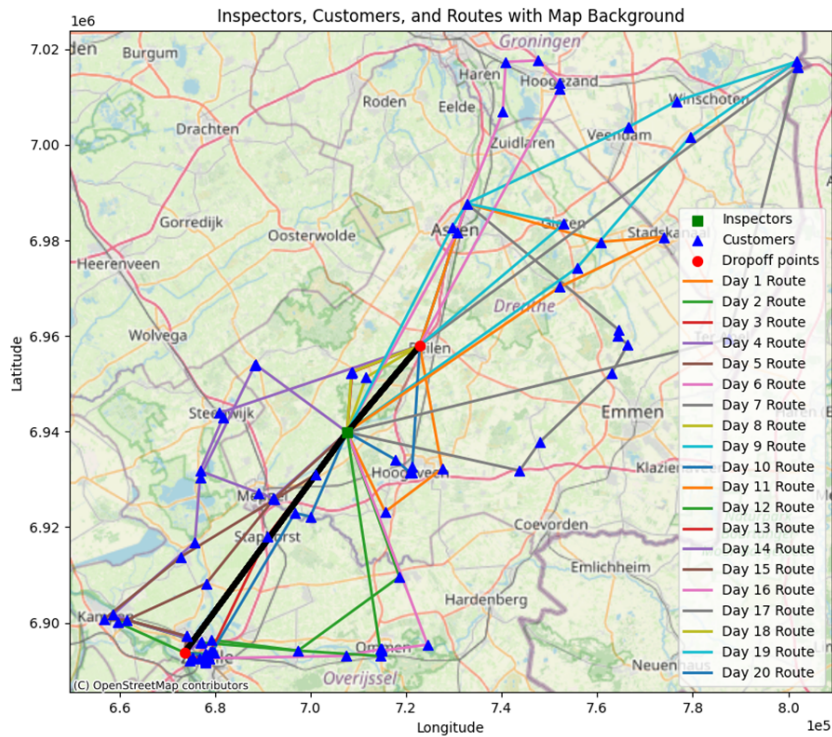 Inspectors, Customers, and Routes with Map Background
1e6
7.02
7.00
6.98
6.96
6.94
6.92
6.90
Latitude
Burgum
Groningen
Haren
Hoogezand
Winschoten
Roden
Eelde
Drachten
Zuidlaren
Veendam
Gorredijk
Assen
Gieten
Stadskanaal
Oosterwolde
Heerenveen
Drenthe
Wolvega
Beilen
Steenwijk
Emmen
Hoogeveen
Klazien
Meppel
Staphorst
Coevorden
Emlichheim
Hardenberg
Kampen
Ommen
Neuenhaus
Overijssel
Inspectors
Customers
Dropoff points
Day 1 Route
Day 2 Route
Day 3 Route
Day 4 Route
Day 5 Route
Day 6 Route
Day 7 Route
Day 8 Route
Day 9 Route
Day 10 Route
Day 11 Route
Day 12 Route
Day 13 Route
Day 14 Route
Day 15 Route
Day 16 Route
Day 17 Route
Day 18 Route
Day 19 Route
Day 20 Route
(C) OpenStreetMap contributors
6.6 6.8 7.0 7.2 7.4 7.6 7.8 8.0
1e5
Longitude